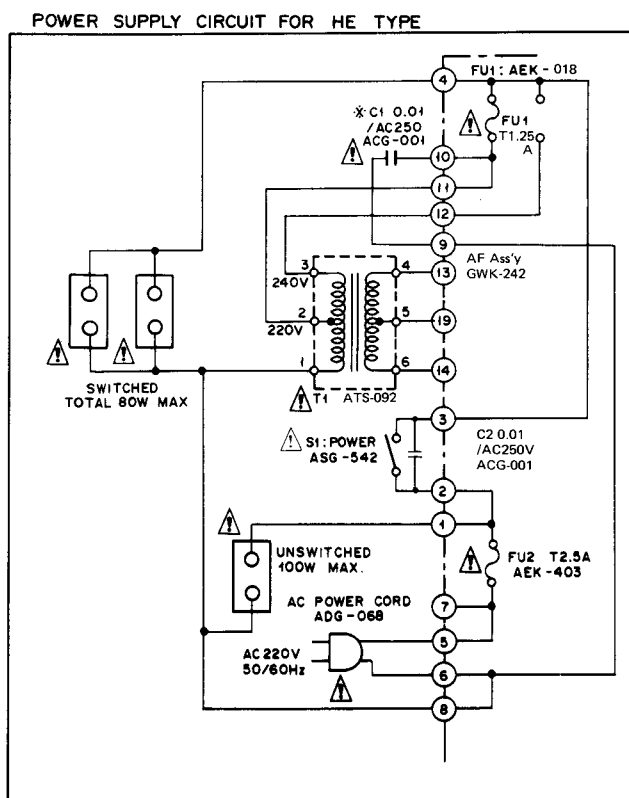 POWER SUPPLY CIRCUIT FOR HE TYPE
FU1: AEK-018
4
※ C1 0.01
/AC250
ACG-001
FU1
T1.25
A
10
11
12
9
AF Ass'y
GWK-242
3
240V
4
13
2
220V
5
19
1
6
14
T1
ATS-092
SWITCHED
TOTAL 80W MAX
3
S1: POWER
ASG-542
C2 0.01
/AC250V
ACG-001
2
1
UNSWITCHED
100W MAX.
FU2 T2.5A
AEK-403
AC POWER CORD
ADG-068
7
5
AC220V
50/60Hz
6
8